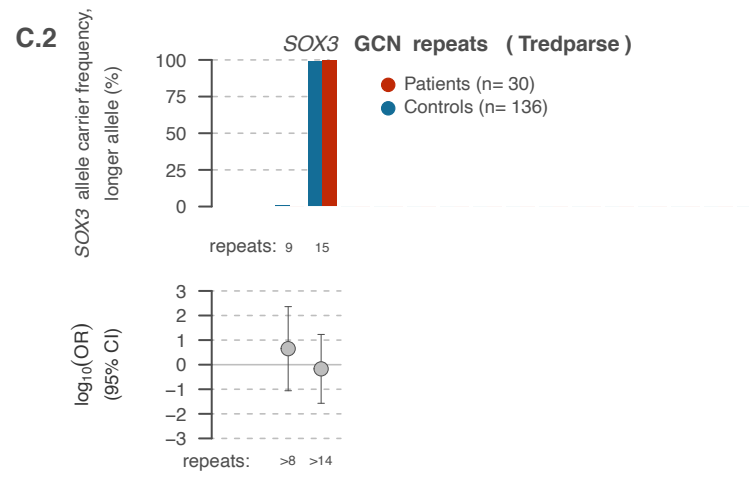 C.2
SOX3 GCN repeats ( Tredparse )
SOX3 allele carrier frequency,
longer allele (%)
100
75
50
25
0
Patients (n= 30)
Controls (n= 136)
repeats: 9 15
log10(OR)
(95% CI)
3
2
1
0
−1
−2
−3
repeats: >8 >14